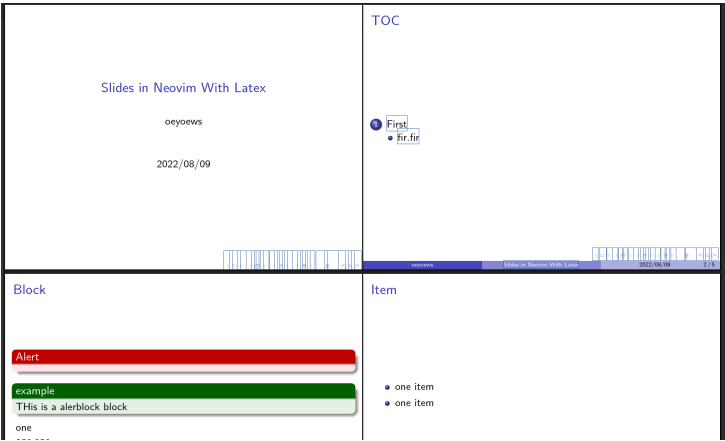 Slides in Neovim With Latex
oeyoews
2022/08/09
TOC
1 First
fir.fir
oeyoews Slides in Neovim With Latex 2022/08/09 2 / 5
Block
Alert
example
THis is a alerblock block
one
Item
one item
one item